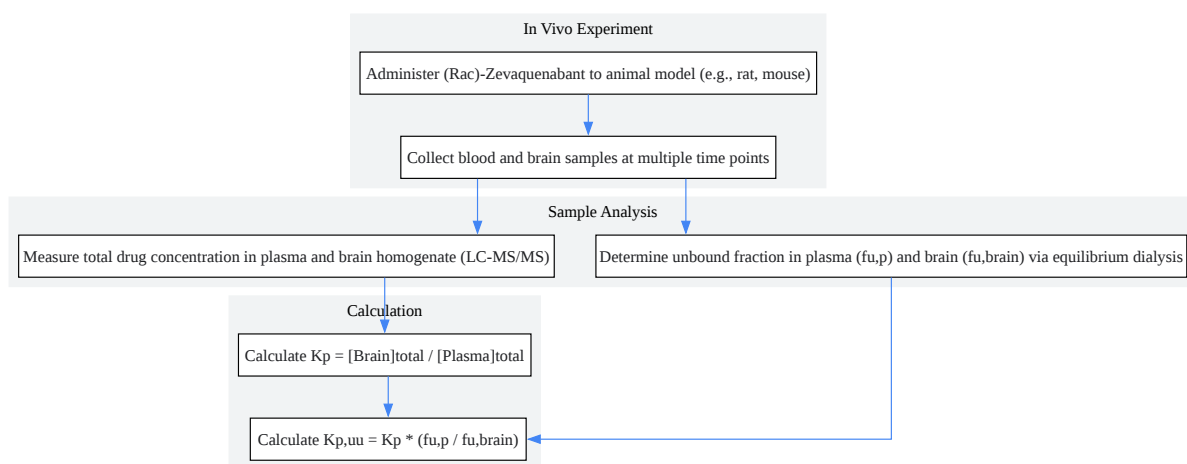 In Vivo Experiment
Administer (Rac)-Zevaquenabant to animal model (e.g., rat, mouse)
Collect blood and brain samples at multiple time points
Sample Analysis
Measure total drug concentration in plasma and brain homogenate (LC-MS/MS)
Determine unbound fraction in plasma (fu,p) and brain (fu,brain) via equilibrium dialysis
Calculation
Calculate Kp = [Brain]total / [Plasma]total
Calculate Kp,uu = Kp * (fu,p / fu,brain)